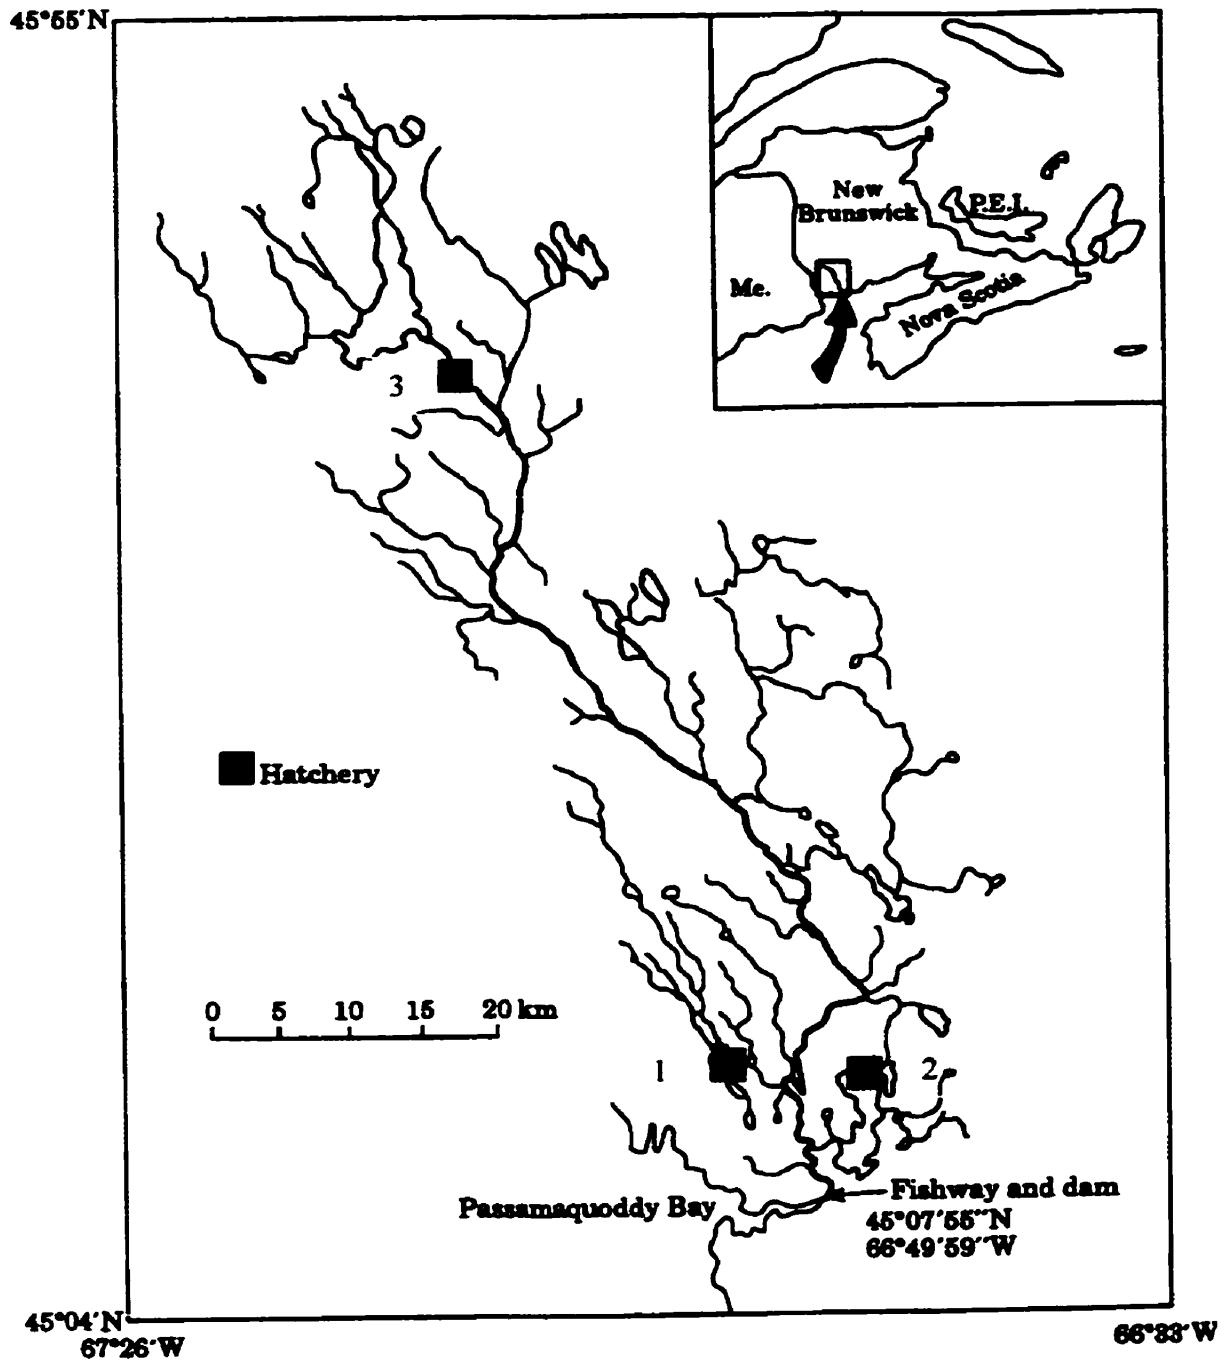 45°55′N
New
Brunswick
P.E.I.
Me.
Nova Scotia
3
Hatchery
0 5 10 15 20 km
1
2
Fishway and dam
Passamaquoddy Bay
45°07′55″N
66°49′59″W
45°04′N
67°26′W
66°33′W